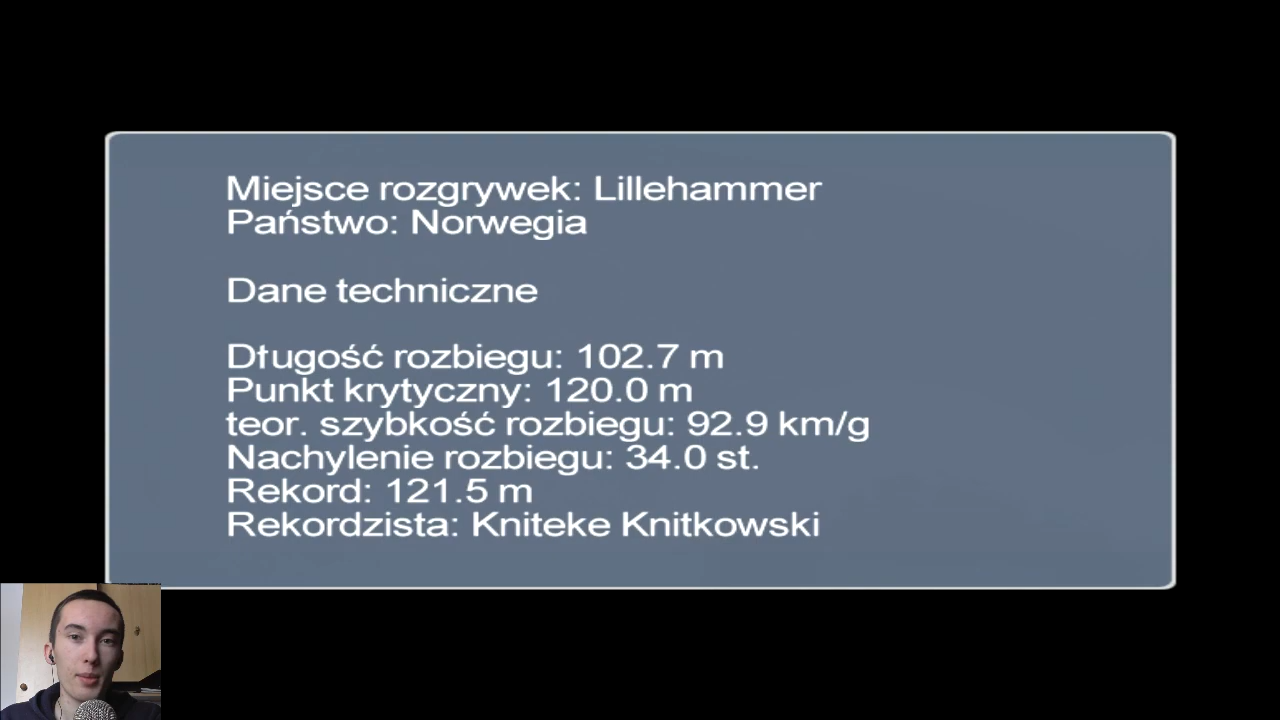 Miejsce rozgrywek: Lillehammer
Państwo: Norwegia
Dane techniczne
Długość rozbiegu: 102.7 m
Punkt krytyczny: 120.0 m
teor. szybkość rozbiegu: 92.9 km/g
Nachylenie rozbiegu: 34.0 st.
Rekord: 121.5 m
Rekordzista: Kniteke Knitkowski